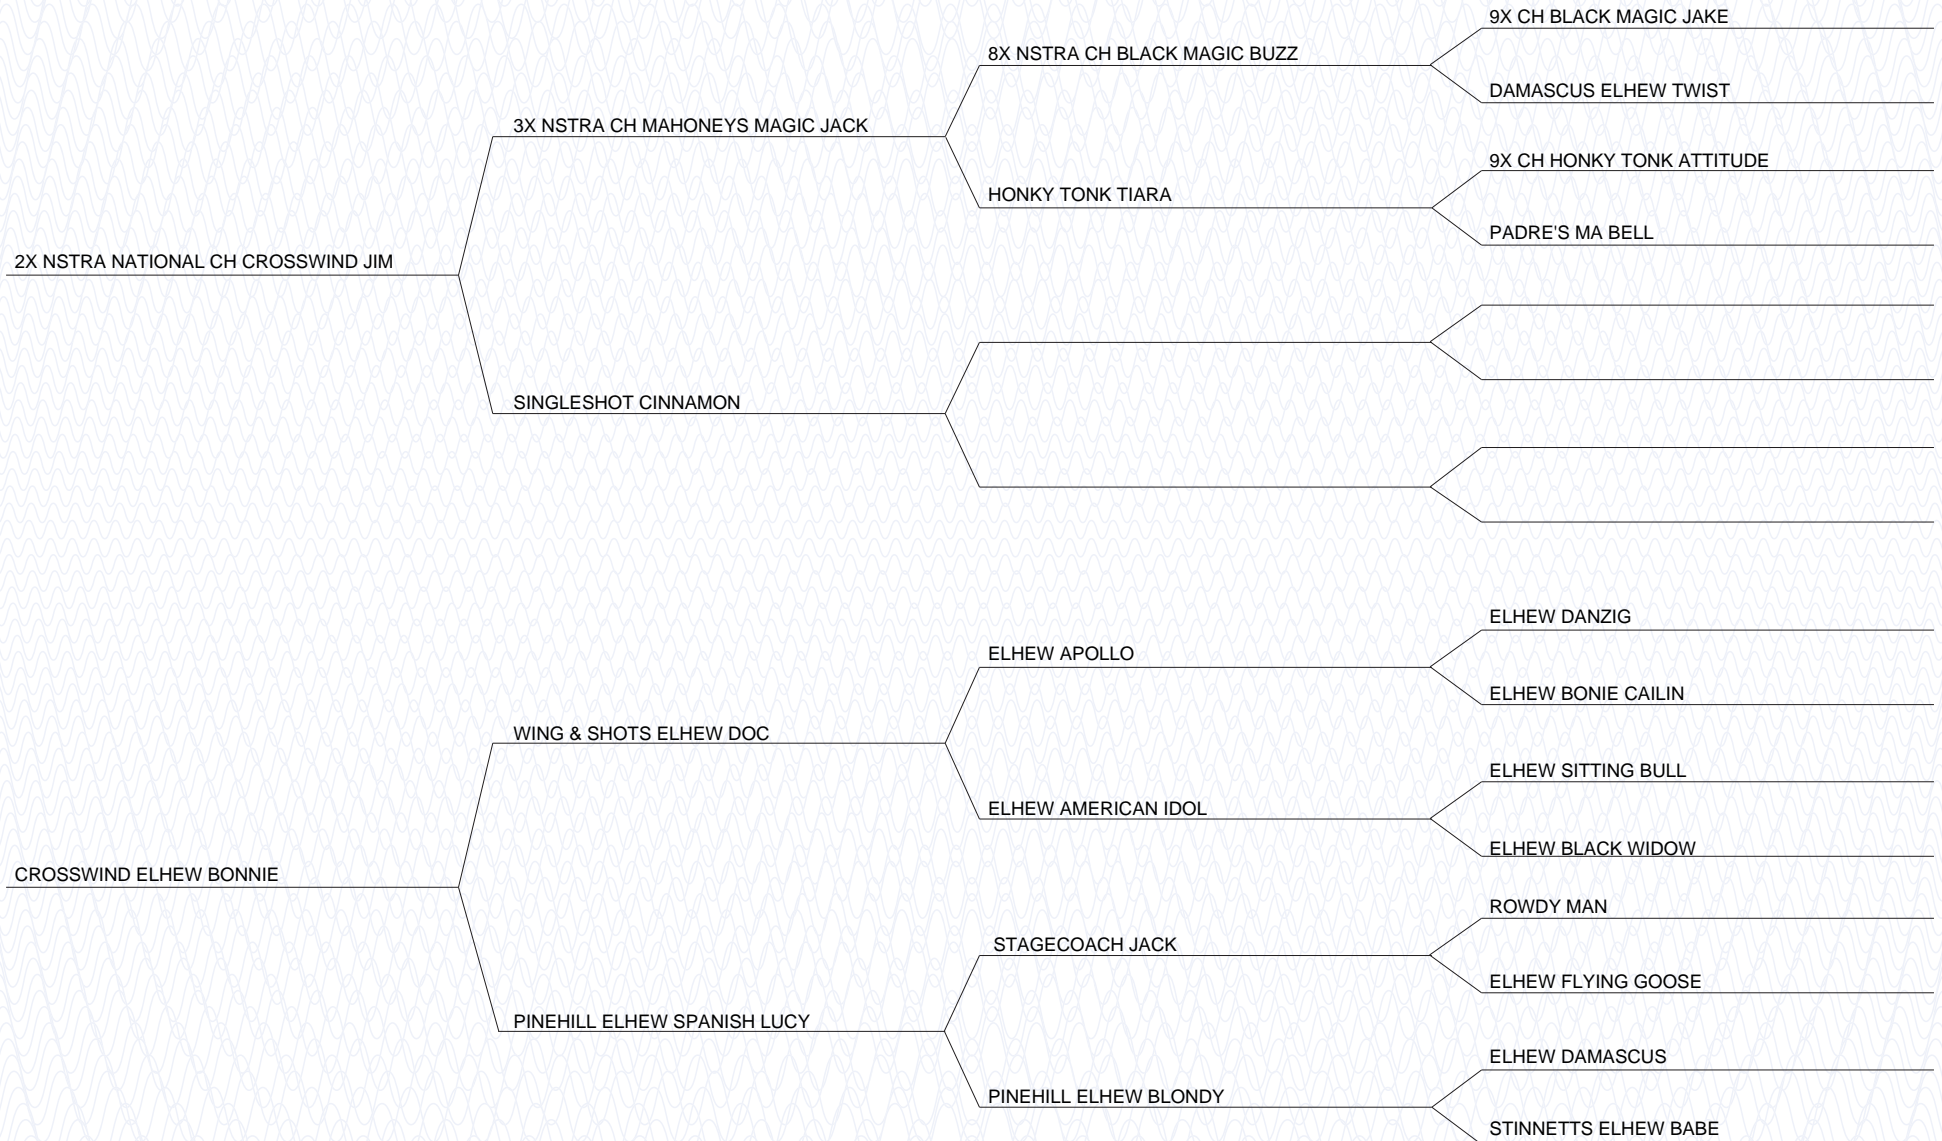 9X CH BLACK MAGIC JAKE
8X NSTRA CH BLACK MAGIC BUZZ
DAMASCUS ELHEW TWIST
3X NSTRA CH MAHONEYS MAGIC JACK
9X CH HONKY TONK ATTITUDE
HONKY TONK TIARA
PADRE'S MA BELL
2X NSTRA NATIONAL CH CROSSWIND JIM
SINGLESHOT CINNAMON
ELHEW DANZIG
ELHEW APOLLO
ELHEW BONIE CAILIN
WING & SHOTS ELHEW DOC
ELHEW SITTING BULL
ELHEW AMERICAN IDOL
ELHEW BLACK WIDOW
CROSSWIND ELHEW BONNIE
ROWDY MAN
STAGECOACH JACK
ELHEW FLYING GOOSE
PINEHILL ELHEW SPANISH LUCY
ELHEW DAMASCUS
PINEHILL ELHEW BLONDY
STINNETTS ELHEW BABE